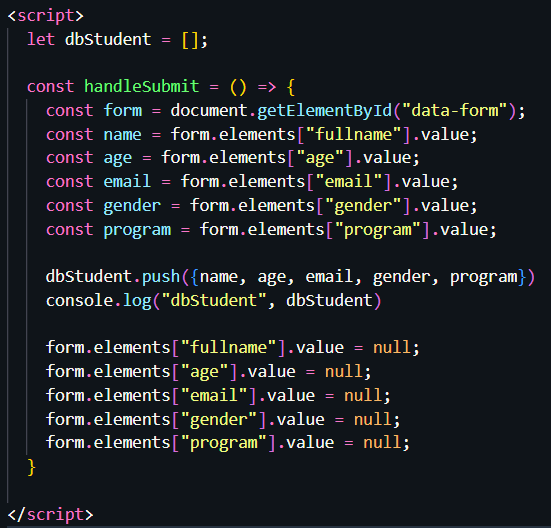 <script>
let dbStudent = [];
const handleSubmit = () => {
const form = document.getElementById("data-form");
const name = form.elements["fullname"].value;
const age = form.elements["age"].value;
const email = form.elements["email"].value;
const gender = form.elements["gender"].value;
const program = form.elements["program"].value;
dbStudent.push({name, age, email, gender, program})
console.log("dbStudent", dbStudent)
form.elements["fullname"].value = null;
form.elements["age"].value = null;
form.elements["email"].value = null;
form.elements["gender"].value = null;
form.elements["program"].value = null;
}
</script>